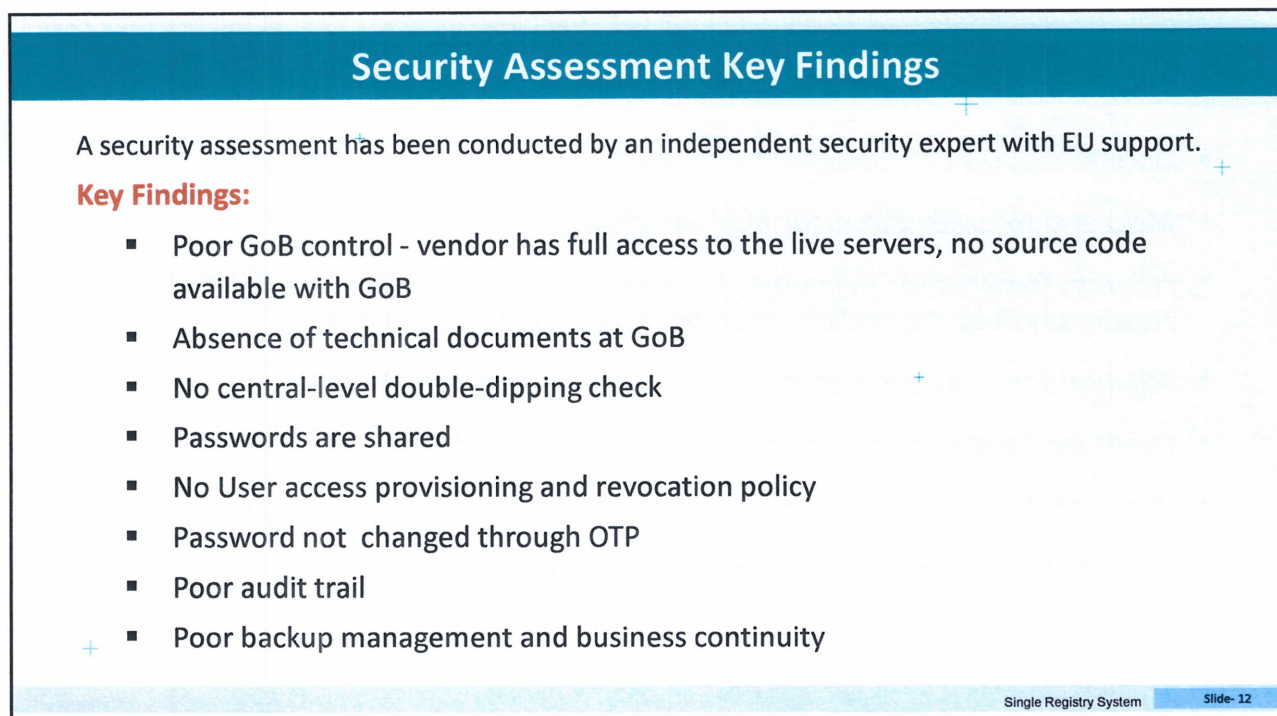 Security Assessment Key Findings
A security assessment has been conducted by an independent security expert with EU support.
Key Findings:
▪ Poor GoB control - vendor has full access to the live servers, no source code
available with GoB
▪ Absence of technical documents at GoB
▪ No central-level double-dipping check
▪ Passwords are shared
▪ No User access provisioning and revocation policy
▪ Password not  changed through OTP
▪ Poor audit trail
▪ Poor backup management and business continuity
Single Registry System
Slide- 12